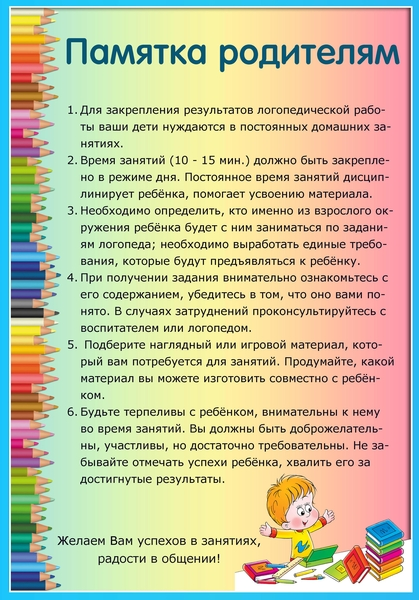 Памятка родителям
1. Для закрепления результатов логопедической рабо-
ты ваши дети нуждаются в постоянных домашних за-
нятиях.
2. Время занятий (10 - 15 мин.) должно быть закрепле-
но в режиме дня. Постоянное время занятий дисцип-
линирует ребёнка, помогает усвоению материала.
3. Необходимо определить, кто именно из взрослого ок-
ружения ребёнка будет с ним заниматься по задани-
ям логопеда; необходимо выработать единые требо-
вания, которые будут предъявляться к ребёнку.
4. При получении задания внимательно ознакомьтесь с
его содержанием, убедитесь в том, что оно вами по-
нято. В случаях затруднений проконсультируйтесь с
воспитателем или логопедом.
5. Подберите наглядный или игровой материал, кото-
рый вам потребуется для занятий. Продумайте, какой
материал вы можете изготовить совместно с ребён-
ком.
6. Будьте терпеливы с ребёнком, внимательны к нему
во время занятий. Вы должны быть доброжелатель-
ны, участливы, но достаточно требовательны. Не за-
бывайте отмечать успехи ребёнка, хвалить его за
достигнутые результаты.
Желаем Вам успехов в занятиях,
радости в общении!